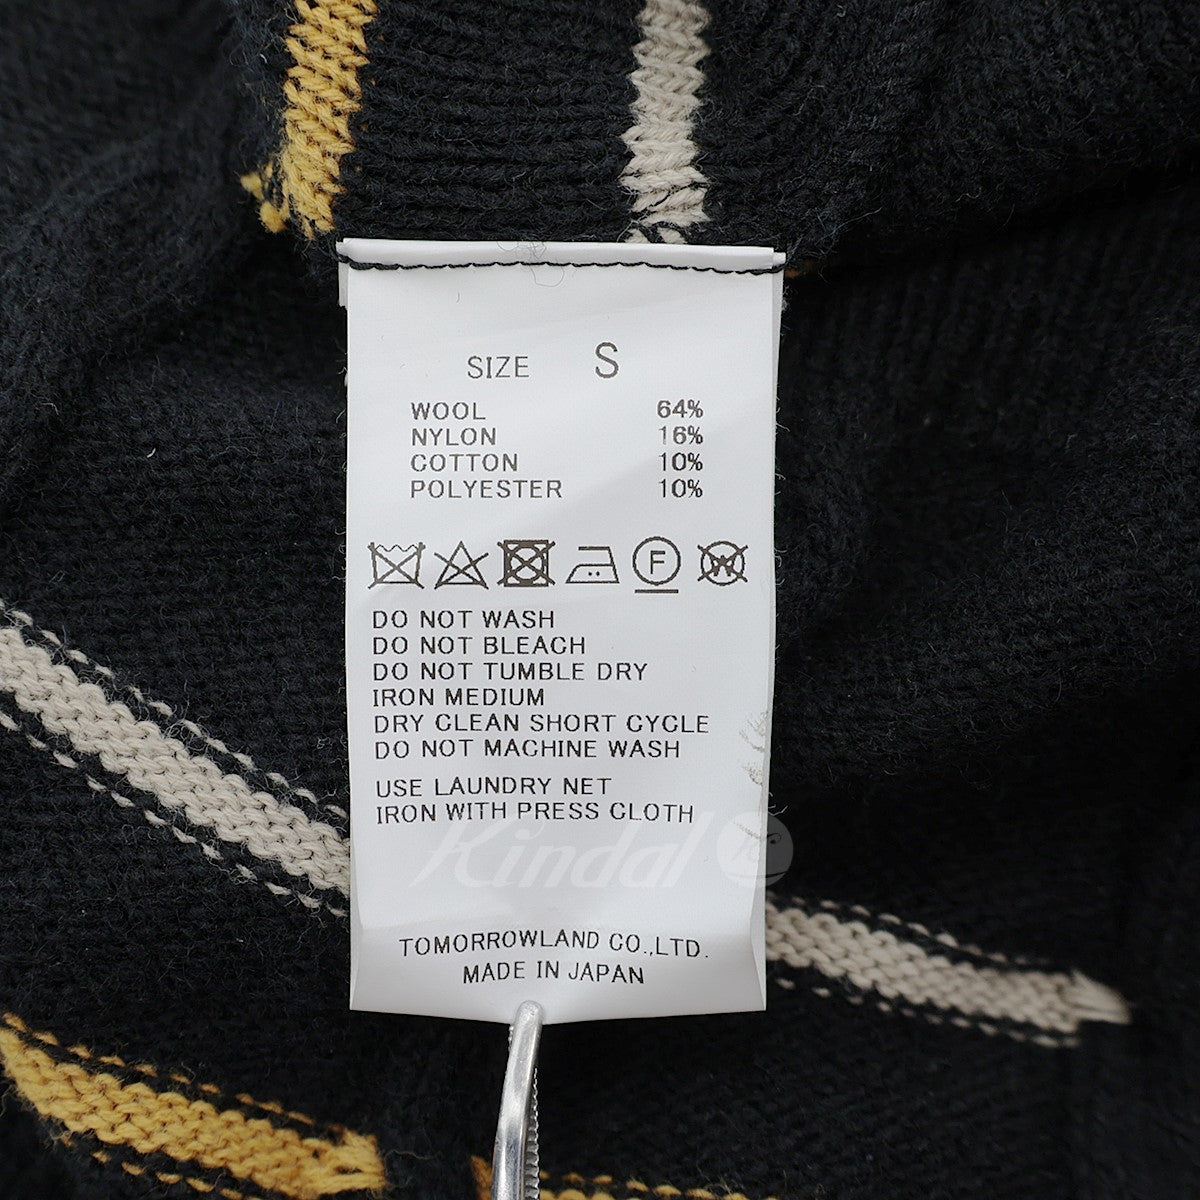 SIZE S
WOOL 64%
NYLON 16%
COTTON 10%
POLYESTER 10%
F W
DO NOT WASH
DO NOT BLEACH
DO NOT TUMBLE DRY
IRON MEDIUM
DRY CLEAN SHORT CYCLE
DO NOT MACHINE WASH
USE LAUNDRY NET
IRON WITH PRESS CLOTH
Kindal
TOMORROWLAND CO.,LTD.
MADE IN JAPAN